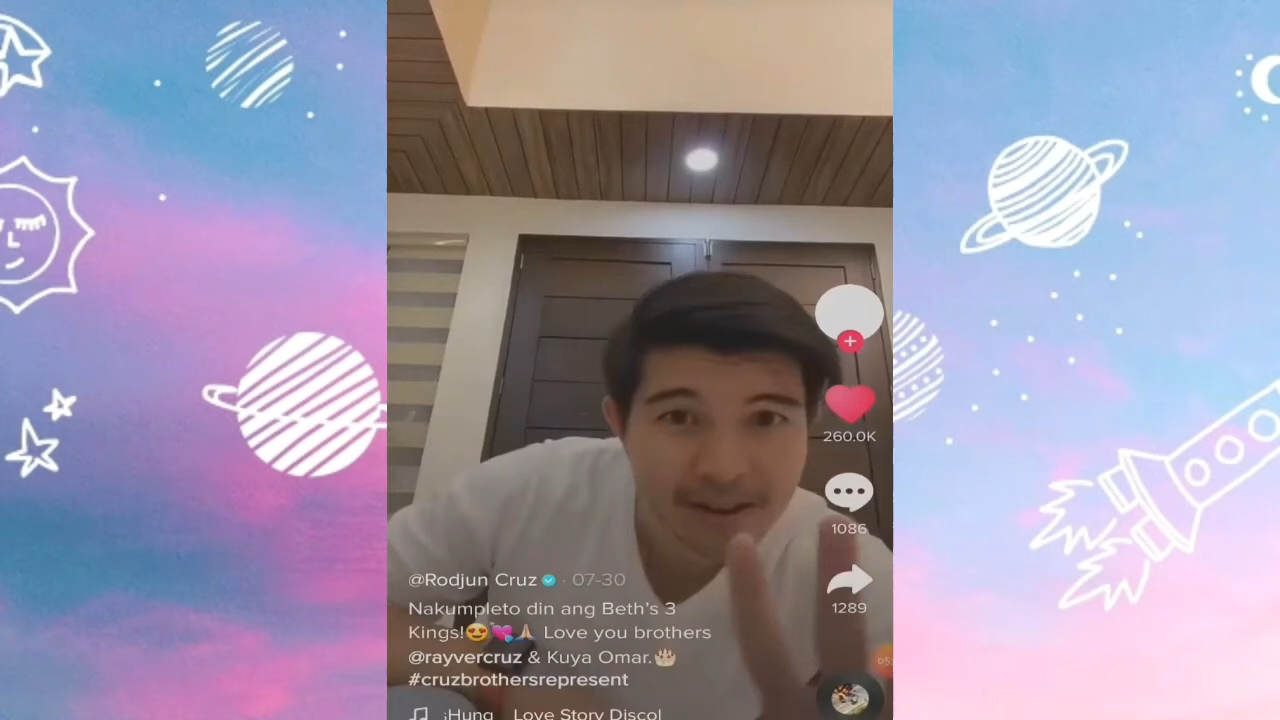 260.0K
1086
1289
@Rodjun Cruz · 07-30
Nakumpleto din ang Beth's 3
Kings!😍💘🙏🏼 Love you brothers
@rayvercruz & Kuya Omar.🎂
#cruzbrothersrepresent
Love Story Disco!